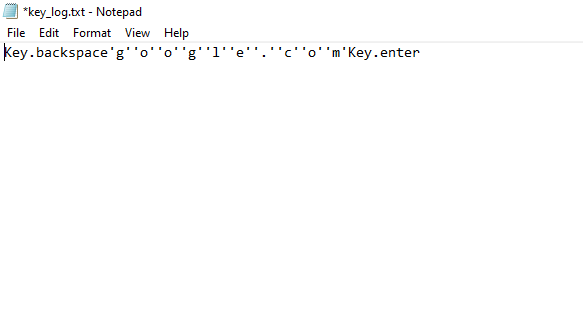 *key_log.txt - Notepad
File Edit Format View Help
Key.backspace'g''o''o''g''l''e''.''c''o''m'Key.enter